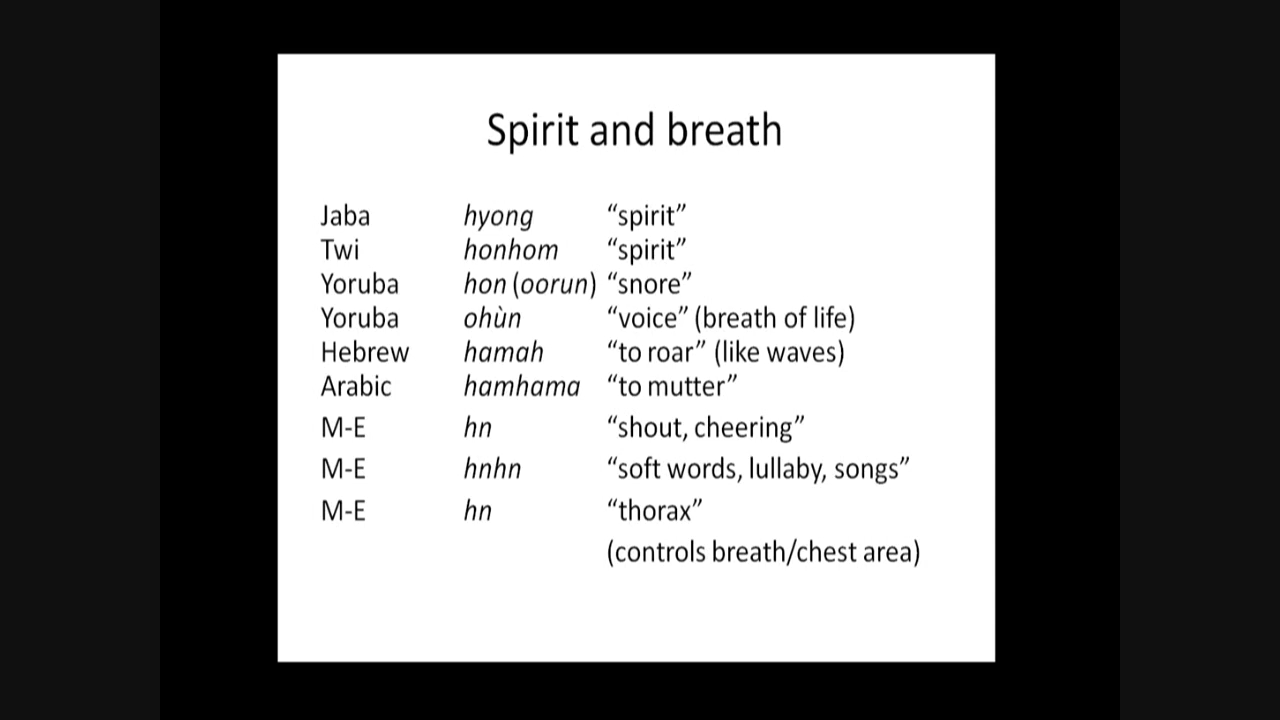 Spirit and breath
Jaba hyong “spirit”
Twi honhom “spirit”
Yoruba hon (oorun) “snore”
Yoruba ohùn “voice” (breath of life)
Hebrew hamah “to roar” (like waves)
Arabic hamhama “to mutter”
M-E hn “shout, cheering”
M-E hnhn “soft words, lullaby, songs”
M-E hn “thorax”
(controls breath/chest area)